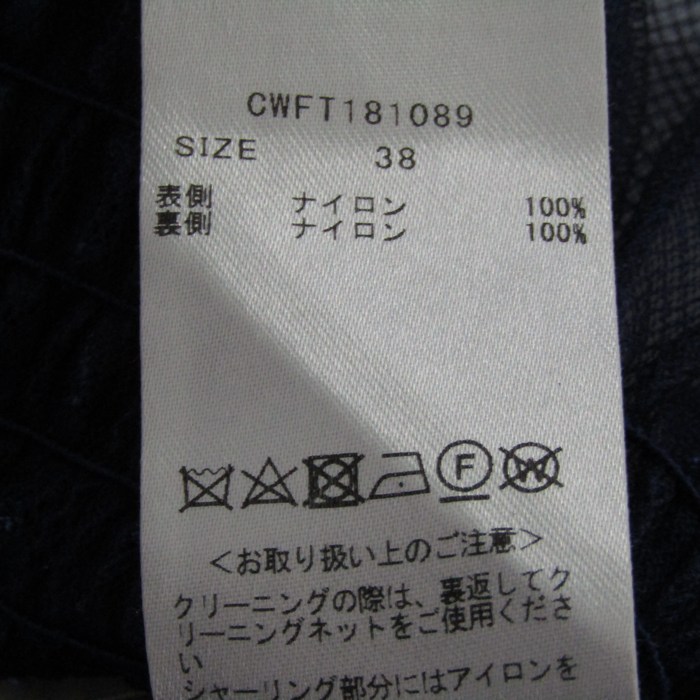 CWFT181089
SIZE 38
表側 ナイロン 100%
裏側 ナイロン 100%
F W
<お取り扱い上のご注意>
クリーニングの際は、裏返してク
リーニングネットをご使用くださ
い
シャーリング部分にはアイロンを